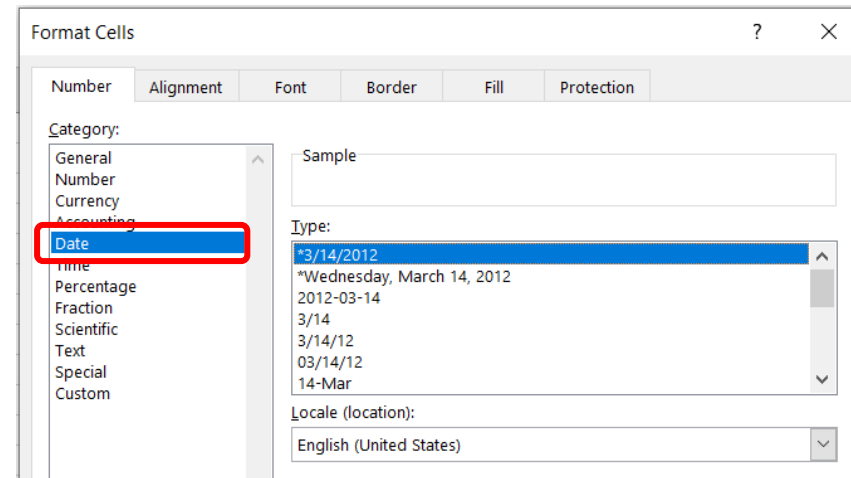 Format Cells ?
Number Alignment Font Border Fill Protection
Category:
General
Number
Currency
Accounting
Date
Time
Percentage
Fraction
Scientific
Text
Special
Custom
Sample
Type:
*3/14/2012
*Wednesday, March 14, 2012
2012-03-14
3/14
3/14/12
03/14/12
14-Mar
Locale (location):
English (United States)